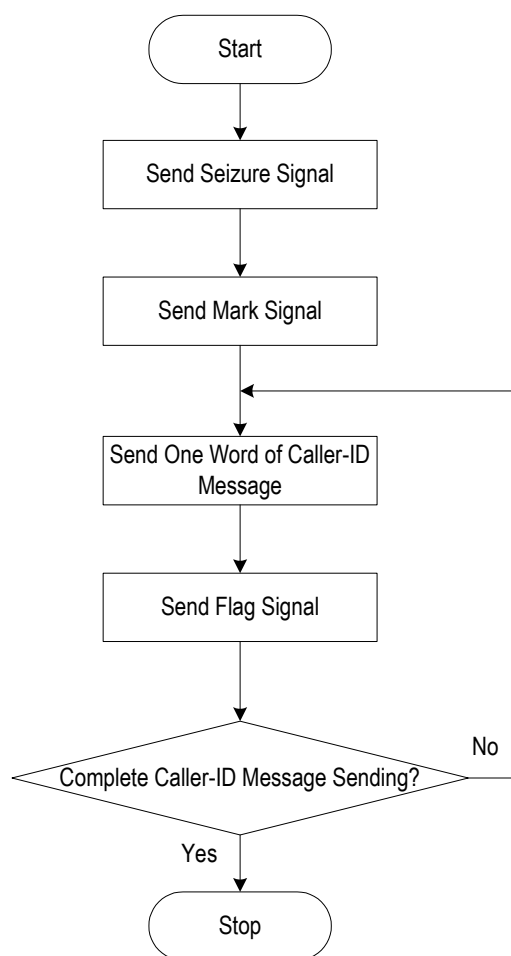 Start
Send Seizure Signal
Send Mark Signal
Send One Word of Caller-ID
Message
Send Flag Signal
Complete Caller-ID Message Sending?
No
Yes
Stop